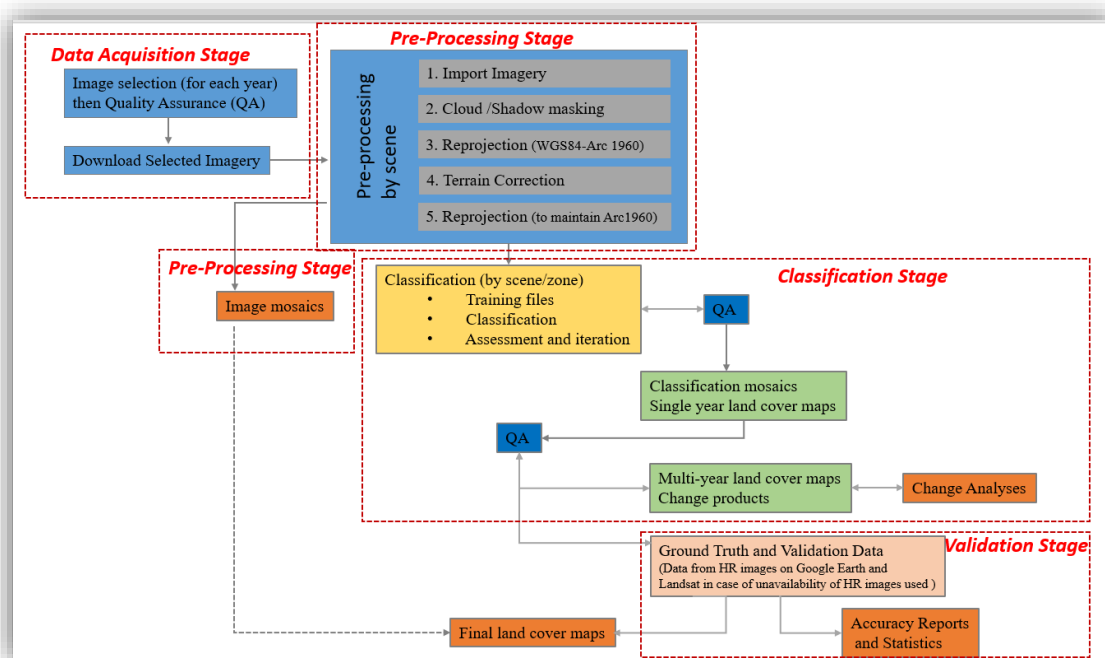 Data Acquisition Stage
Image selection (for each year)
then Quality Assurance (QA)
Download Selected Imagery
Pre-Processing Stage
Pre-processing
by scene
1. Import Imagery
2. Cloud /Shadow masking
3. Reprojection (WGS84-Arc 1960)
4. Terrain Correction
5. Reprojection (to maintain Arc1960)
Pre-Processing Stage
Image mosaics
Classification Stage
Classification (by scene/zone)
• Training files
• Classification
• Assessment and iteration
QA
Classification mosaics
Single year land cover maps
QA
Multi-year land cover maps
Change products
Change Analyses
Validation Stage
Ground Truth and Validation Data
(Data from HR images on Google Earth and
Landsat in case of unavailability of HR images used )
Final land cover maps
Accuracy Reports
and Statistics